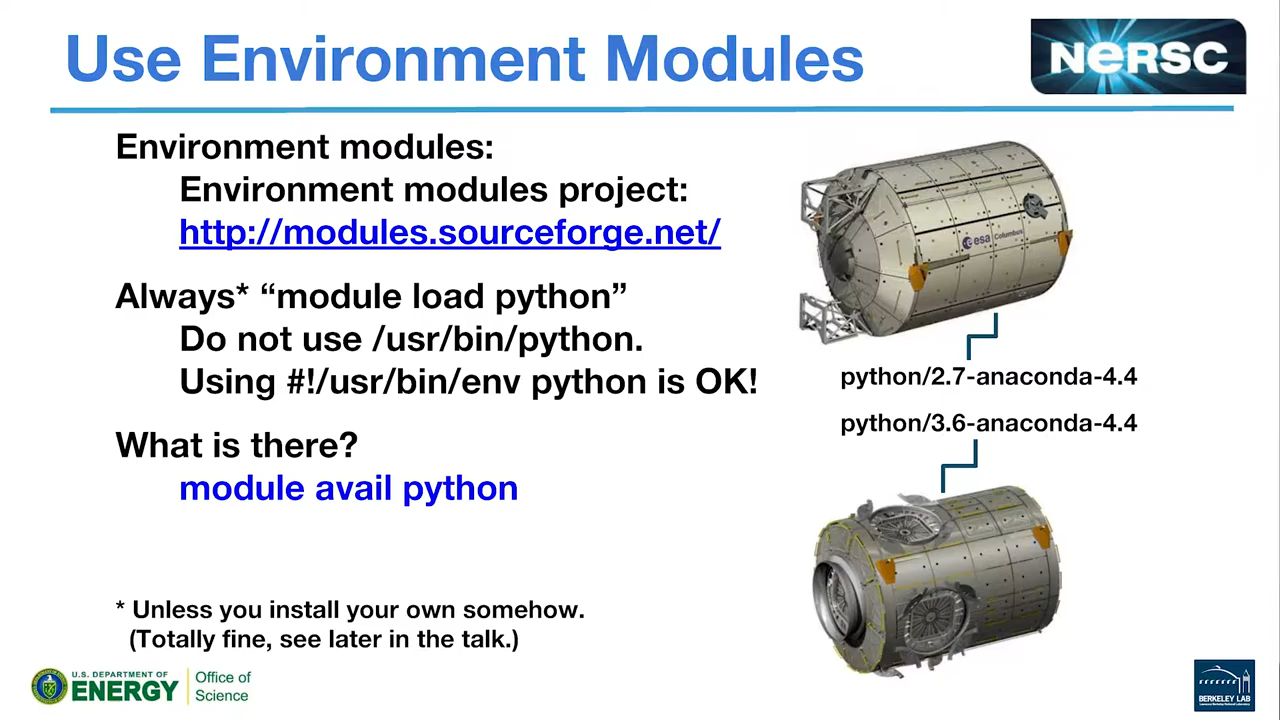 Use Environment Modules
NERSC
Environment modules:
Environment modules project:
http://modules.sourceforge.net/
Always* “module load python”
Do not use /usr/bin/python.
Using #!/usr/bin/env python is OK!
What is there?
module avail python
* Unless you install your own somehow.
(Totally fine, see later in the talk.)
esa Columbus
python/2.7-anaconda-4.4
python/3.6-anaconda-4.4
U.S. DEPARTMENT OF
ENERGY
Office of
Science
BERKELEY LAB